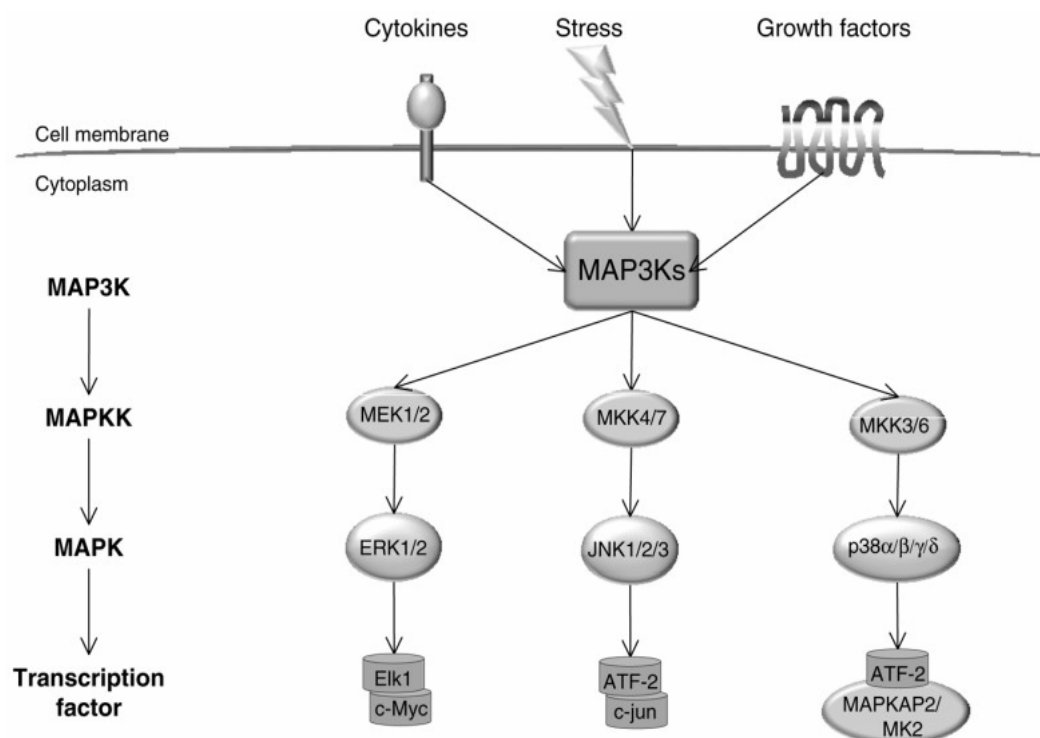 Cytokines Stress Growth factors
Cell membrane
Cytoplasm
MAP3Ks
MAP3K
MAPKK MEK1/2 MKK4/7 MKK3/6
MAPK ERK1/2 JNK1/2/3 p38α/β/γ/δ
Transcription
factor
Elk1
c-Myc
ATF-2
c-jun
ATF-2
MAPKAP2/
MK2